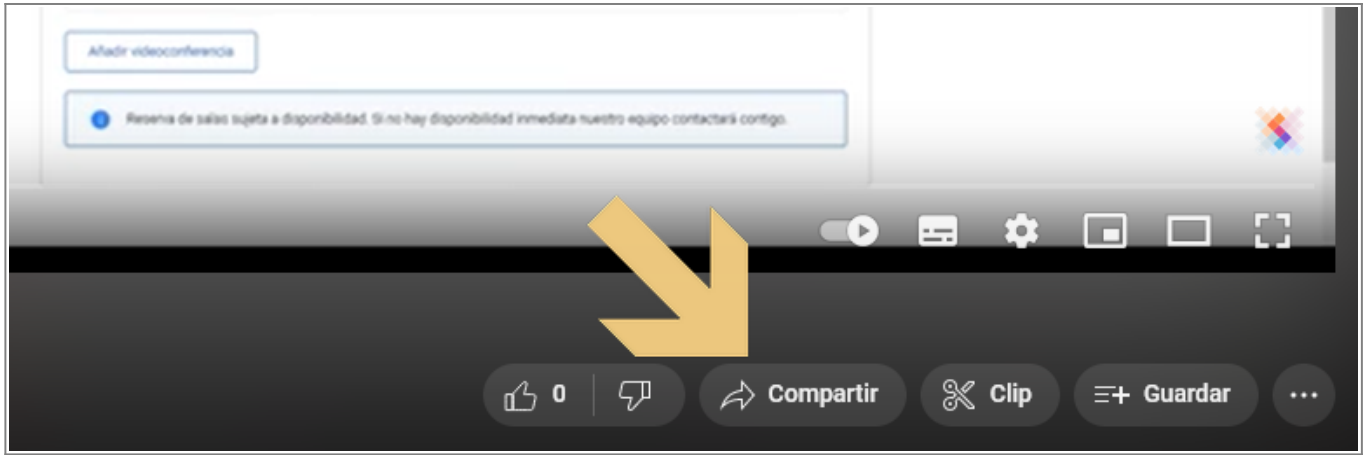 Añadir videoconferencia
Reserva de salas sujeta a disponibilidad. Si no hay disponibilidad inmediata nuestro equipo contactará contigo.
0
Compartir
Clip
Guardar